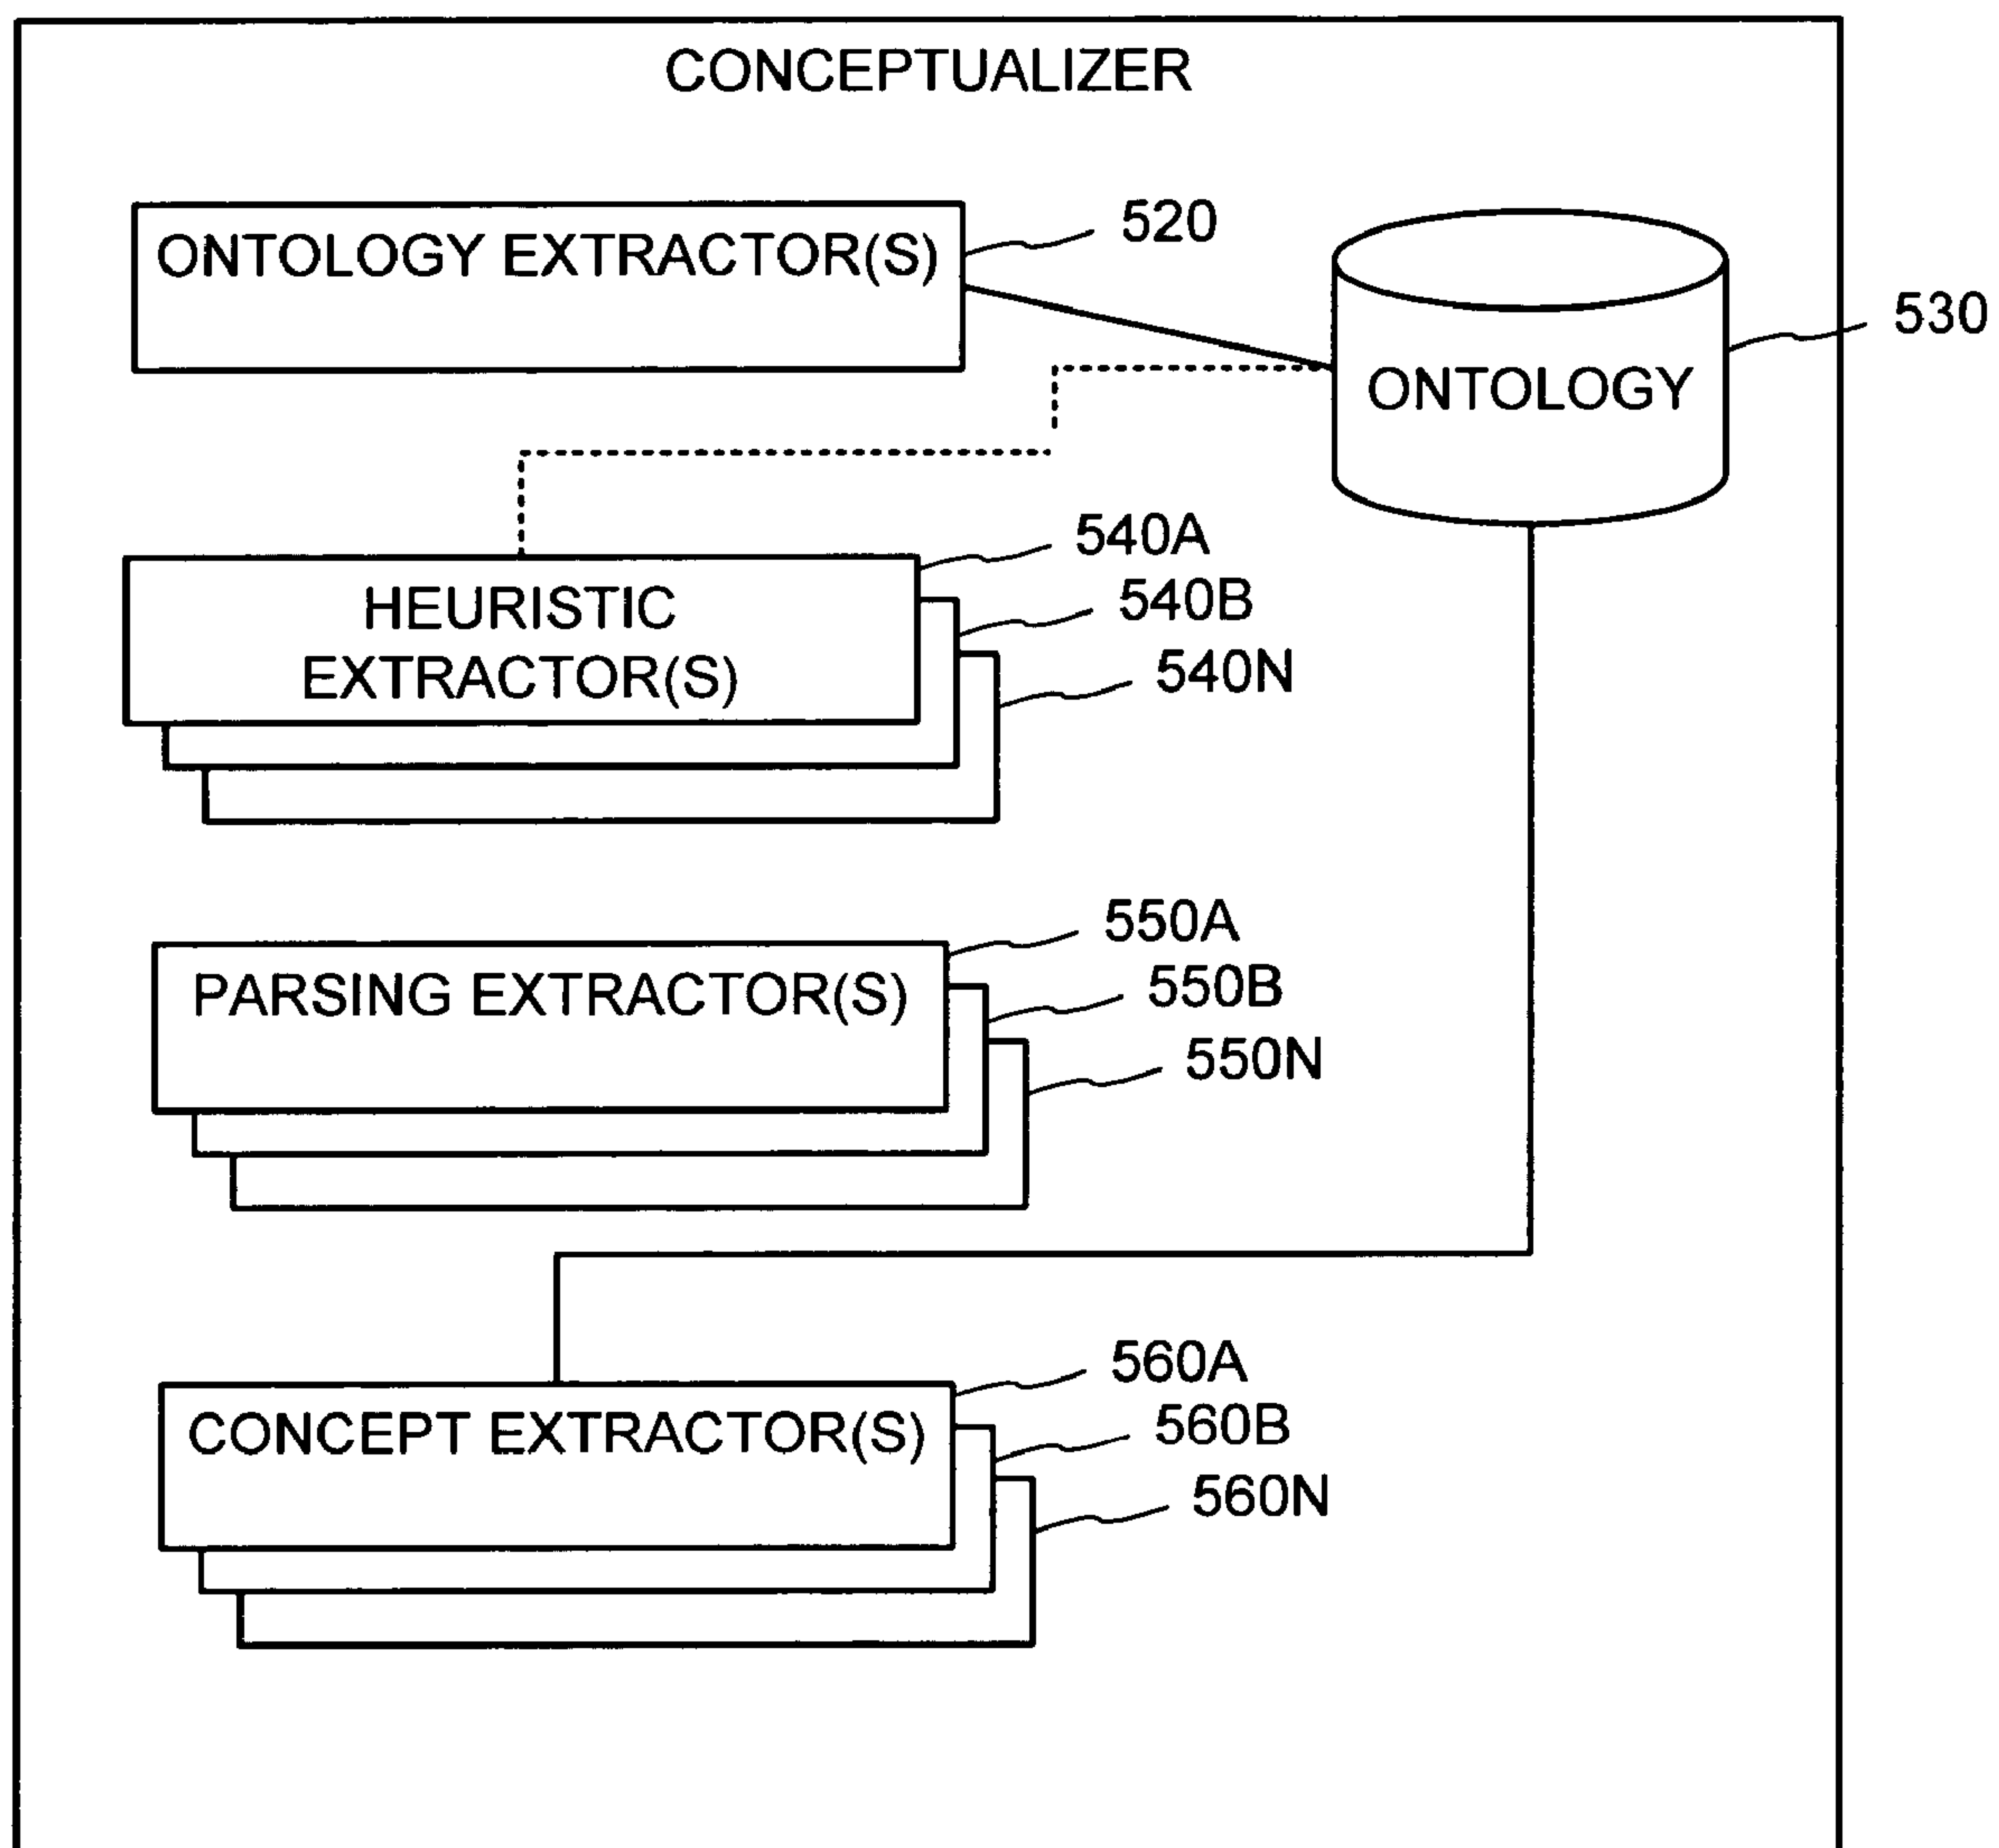 CONCEPTUALIZER
ONTOLOGY EXTRACTOR(S)
520
530
ONTOLOGY
540A
HEURISTIC
EXTRACTOR(S)
540B
540N
550A
PARSING EXTRACTOR(S)
550B
550N
560A
CONCEPT EXTRACTOR(S)
560B
560N